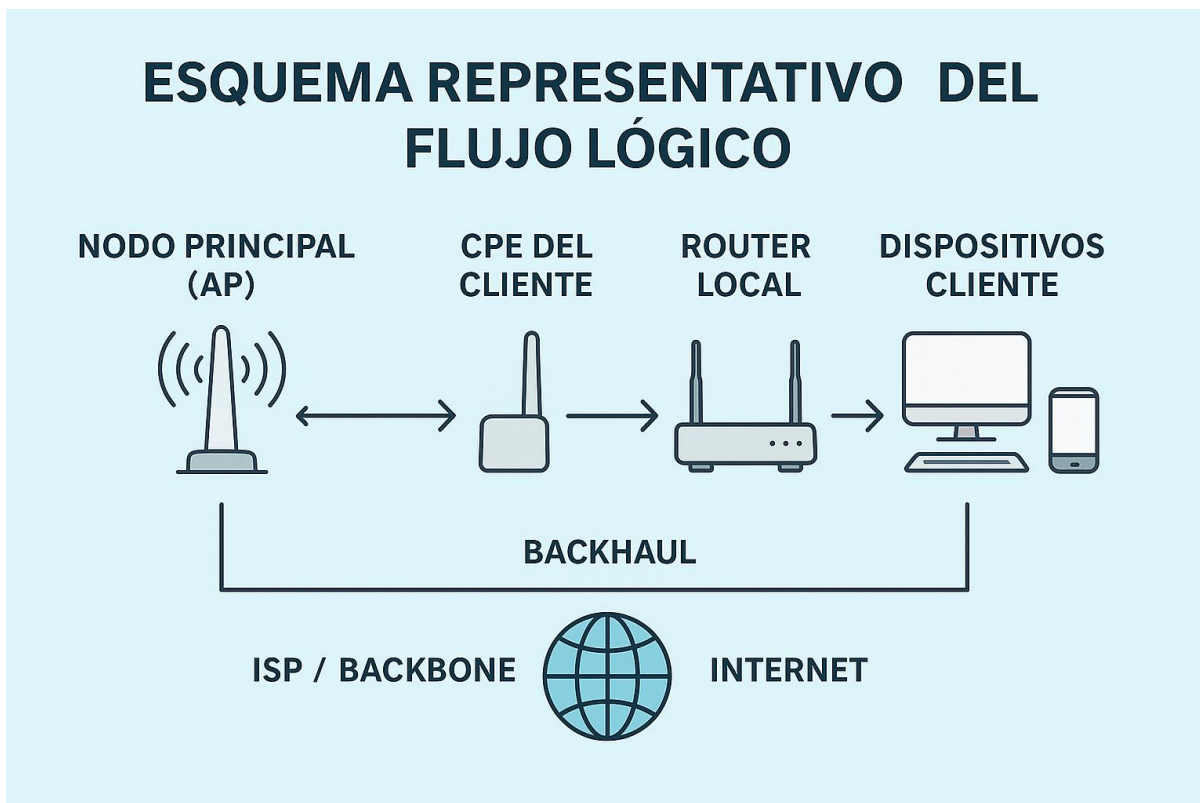 ESQUEMA REPRESENTATIVO DEL
FLUJO LÓGICO
NODO PRINCIPAL
(AP)
CPE DEL
CLIENTE
ROUTER
LOCAL
DISPOSITIVOS
CLIENTE
BACKHAUL
ISP / BACKBONE
INTERNET